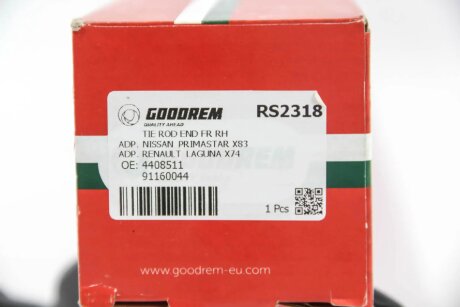 GOODREM
QUALITY AHEAD
RS2318
TIE ROD END FR RH
ADP. NISSAN PRIMASTAR X83
ADP. RENAULT LAGUNA X74
OE: 4408511
91160044
1 Pcs
www.goodrem-eu.com